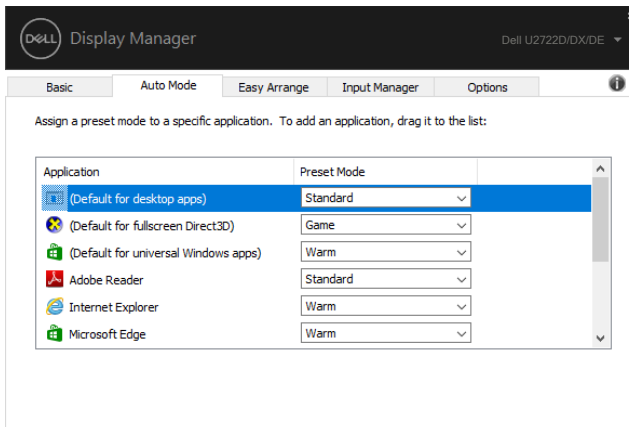 DELL Display Manager Dell U2722D/DX/DE
Basic Auto Mode Easy Arrange Input Manager Options
Assign a preset mode to a specific application. To add an application, drag it to the list:
Application Preset Mode
(Default for desktop apps) Standard
(Default for fullscreen Direct3D) Game
(Default for universal Windows apps) Warm
Adobe Reader Standard
Internet Explorer Warm
Microsoft Edge Warm